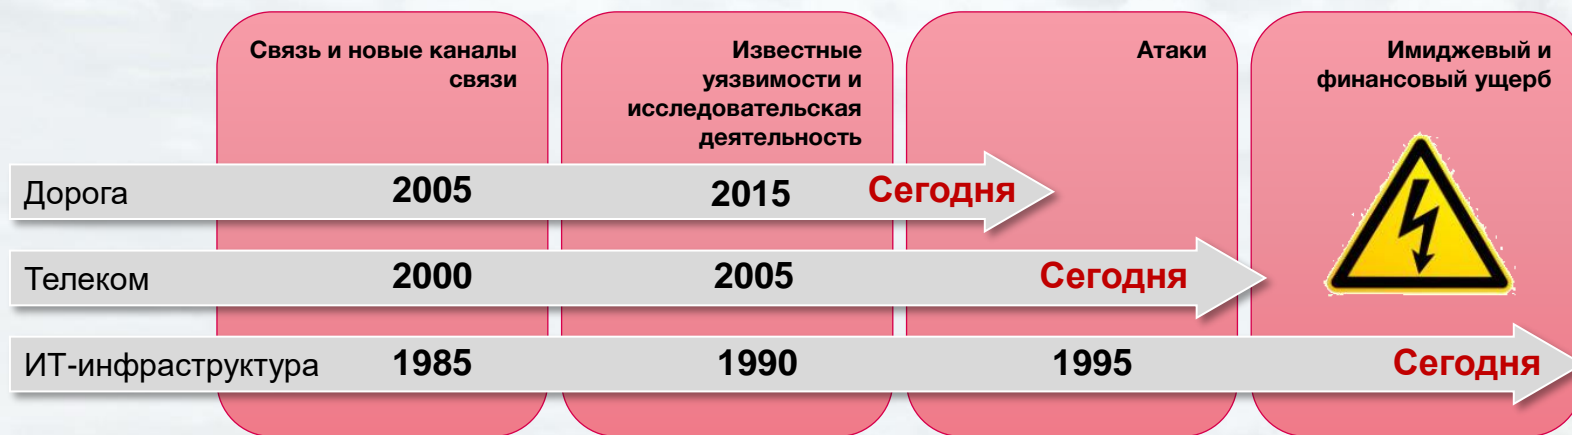 Связь и новые каналы
связи
Известные
уязвимости и
исследовательская
деятельность
Атаки
Имиджевый и
финансовый ущерб
Дорога 2005 2015 Сегодня
Телеком 2000 2005 Сегодня
ИТ-инфраструктура 1985 1990 1995 Сегодня